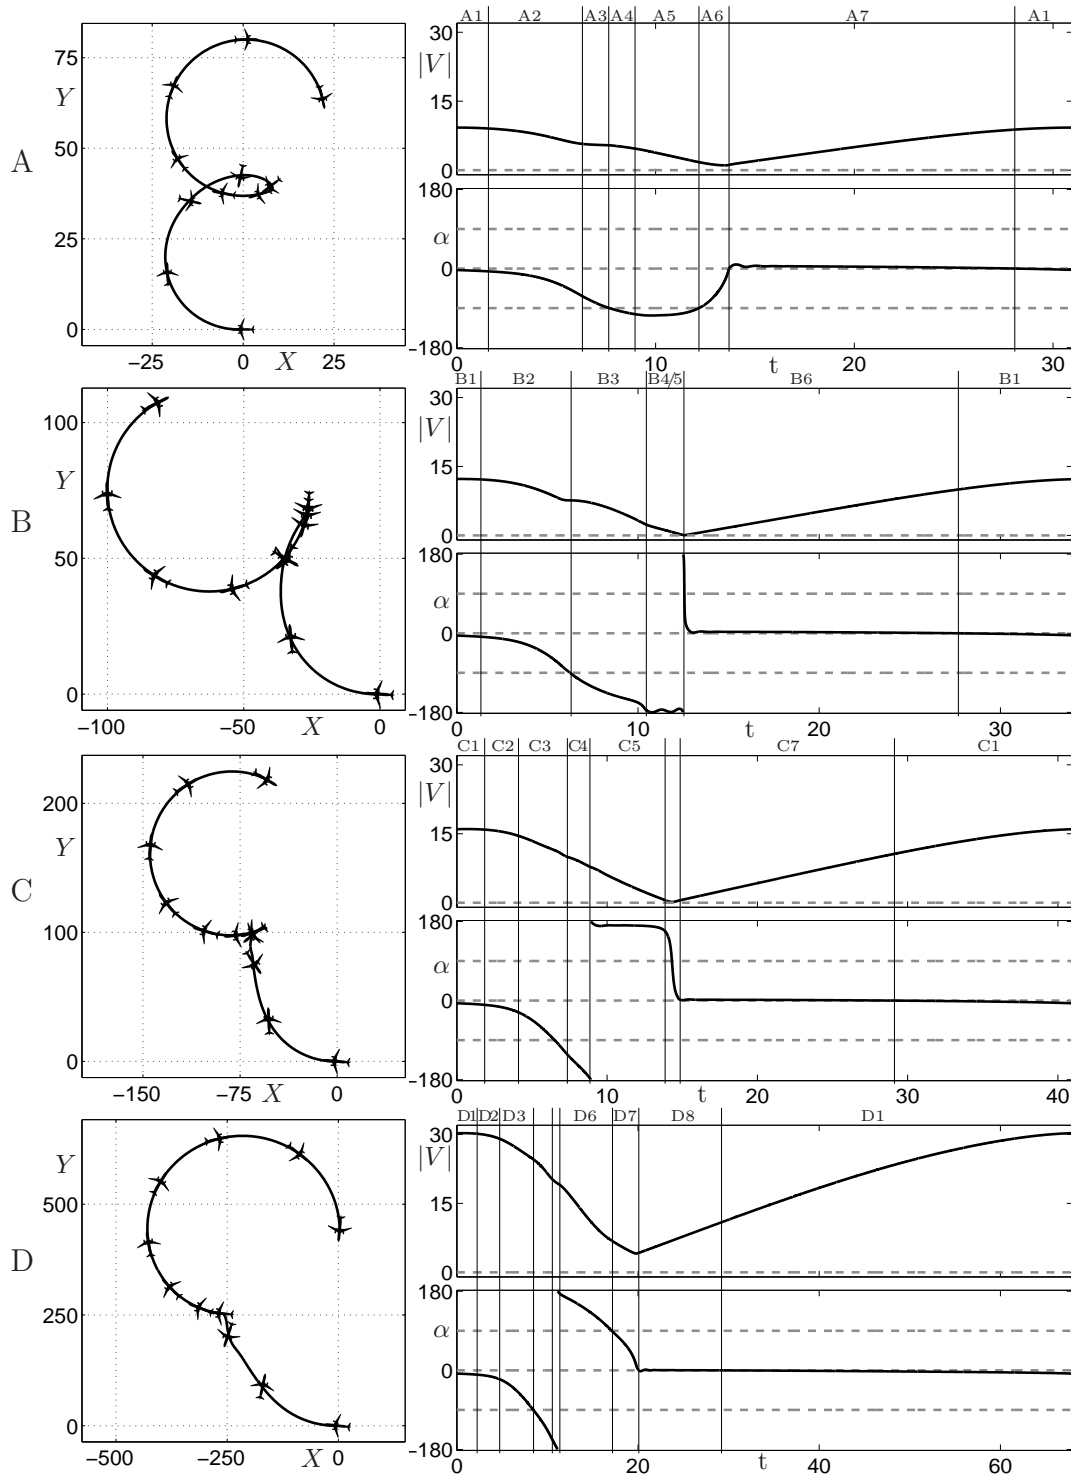 A1 A2 A3 A4 A5 A6 A7 A1
75
50
25
0
Y
−25 0 25
X
A
|V|
30
15
0
180
α
0
−180
0 10 20 30
t
B1 B2 B3 B4/5 B6 B1
100
50
0
Y
−100 −50 0
X
B
|V|
30
15
0
180
α
0
−180
0 10 20 30
t
C1 C2 C3 C4 C5 C7 C1
200
100
0
Y
−150 −75 0
X
C
|V|
30
15
0
180
α
0
−180
0 10 20 30 40
t
D1 D2 D3 D6 D7 D8 D1
500
250
0
Y
−500 −250 0
X
D
|V|
30
15
0
180
α
0
−180
0 20 40 60
t